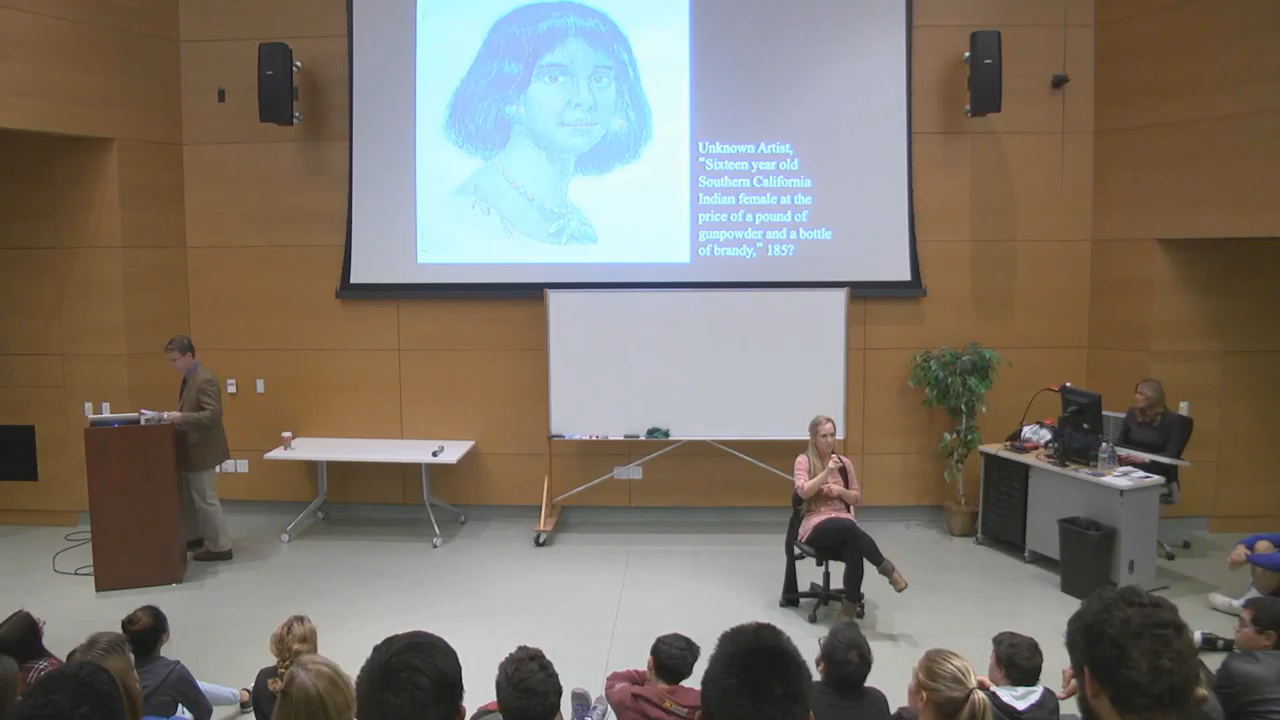 Unknown Artist,
"Sixteen year old
Southern California
Indian female at the
price of a pound of
gunpowder and a bottle
of brandy," 185?